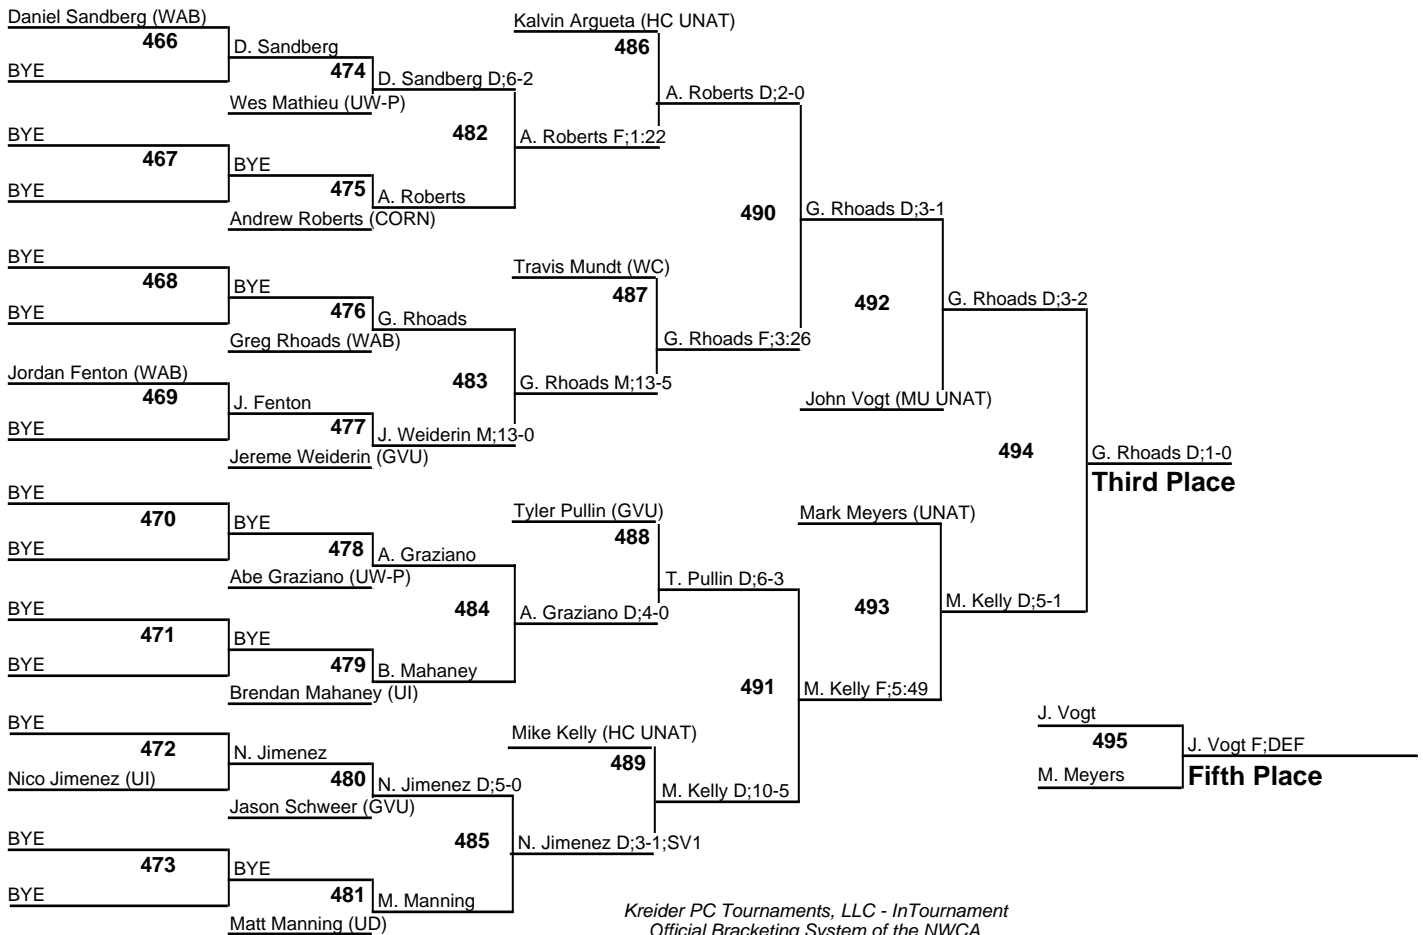 Daniel Sandberg (WAB)
466
BYE
D. Sandberg
474
Wes Mathieu (UW-P)
D. Sandberg D;6-2
BYE
467
BYE
BYE
475
Andrew Roberts (CORN)
A. Roberts
482
A. Roberts F;1:22
Kalvin Argueta (HC UNAT)
486
A. Roberts D;2-0
BYE
468
BYE
BYE
476
Greg Rhoads (WAB)
G. Rhoads
Jordan Fenton (WAB)
469
BYE
J. Fenton
477
Jereme Weiderin (GVU)
J. Weiderin M;13-0
483
G. Rhoads M;13-5
Travis Mundt (WC)
487
G. Rhoads F;3:26
490
G. Rhoads D;3-1
492
John Vogt (MU UNAT)
G. Rhoads D;3-2
BYE
470
BYE
BYE
478
Abe Graziano (UW-P)
A. Graziano
BYE
471
BYE
BYE
479
Brendan Mahaney (UI)
B. Mahaney
484
A. Graziano D;4-0
Tyler Pullin (GVU)
488
T. Pullin D;6-3
BYE
472
Nico Jimenez (UI)
N. Jimenez
480
Jason Schweer (GVU)
N. Jimenez D;5-0
BYE
473
BYE
BYE
481
Matt Manning (UD)
M. Manning
485
N. Jimenez D;3-1;SV1
Mike Kelly (HC UNAT)
489
M. Kelly D;10-5
491
M. Kelly F;5:49
Mark Meyers (UNAT)
493
M. Kelly D;5-1
494
G. Rhoads D;1-0
Third Place
J. Vogt
495
M. Meyers
J. Vogt F;DEF
Fifth Place
Kreider PC Tournaments, LLC - InTournament
Official Bracketing System of the NWCA